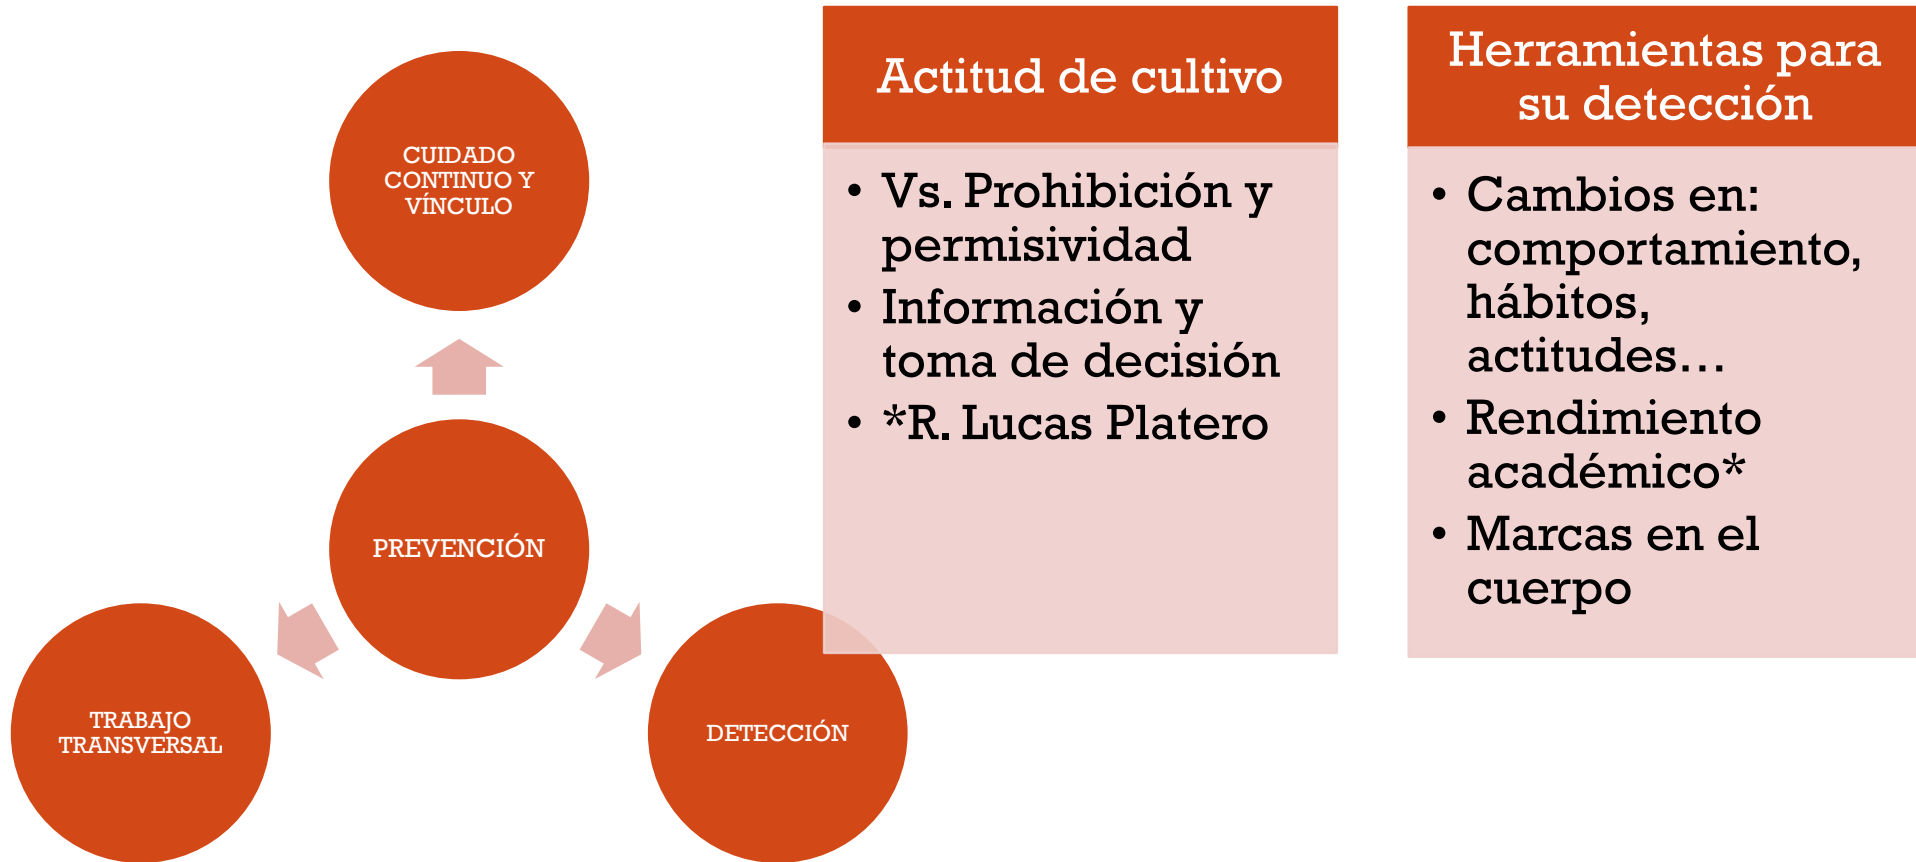 CUIDADO
CONTINUO Y
VÍNCULO
PREVENCIÓN
TRABAJO
TRANSVERSAL
DETECCIÓN
Actitud de cultivo
• Vs. Prohibición y
permisividad
• Información y
toma de decisión
• *R. Lucas Platero
Herramientas para
su detección
• Cambios en:
comportamiento,
hábitos,
actitudes…
• Rendimiento
académico*
• Marcas en el
cuerpo